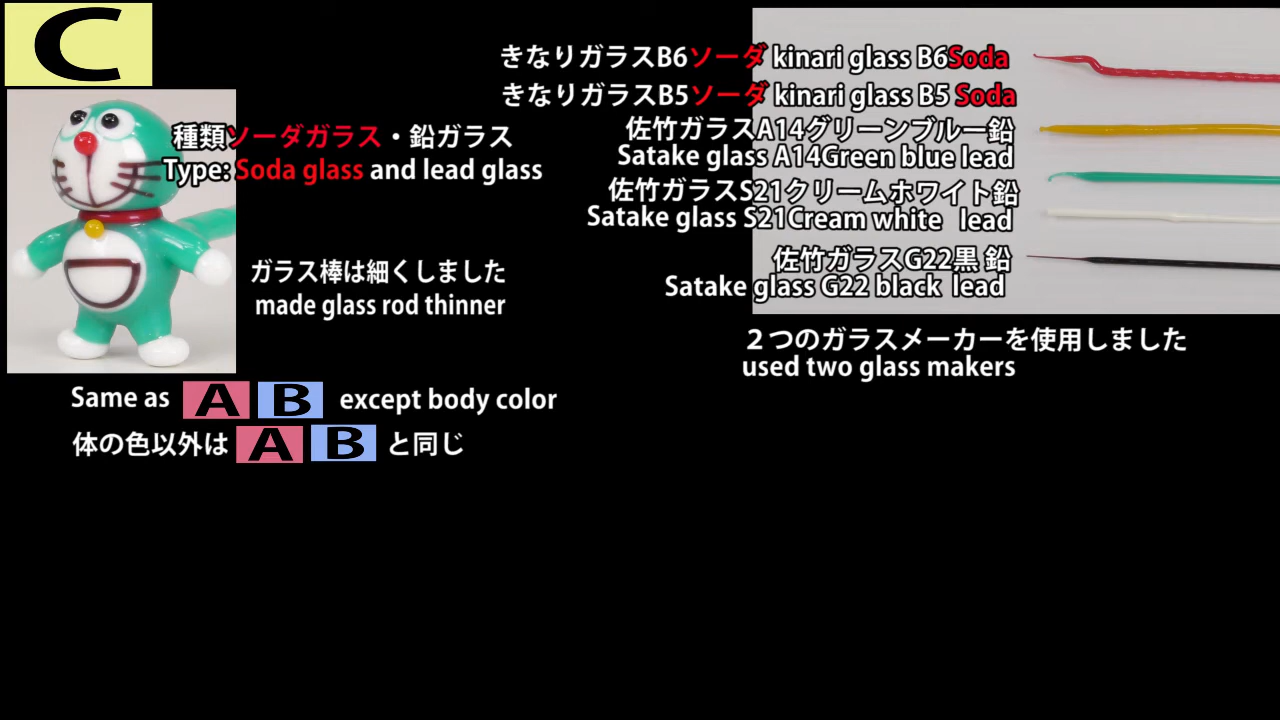 C
きなりガラスB6ソーダ kinari glass B6Soda
きなりガラスB5ソーダ kinari glass B5 Soda
種類ソーダガラス・鉛ガラス
Type: Soda glass and lead glass
佐竹ガラスA14グリーンブルー鉛
Satake glass A14Green blue lead
佐竹ガラスS21クリームホワイト鉛
Satake glass S21Cream white lead
佐竹ガラスG22黒 鉛
Satake glass G22 black lead
ガラス棒は細くしました
made glass rod thinner
２つのガラスメーカーを使用しました
used two glass makers
Same as A B except body color
体の色以外は A B と同じ